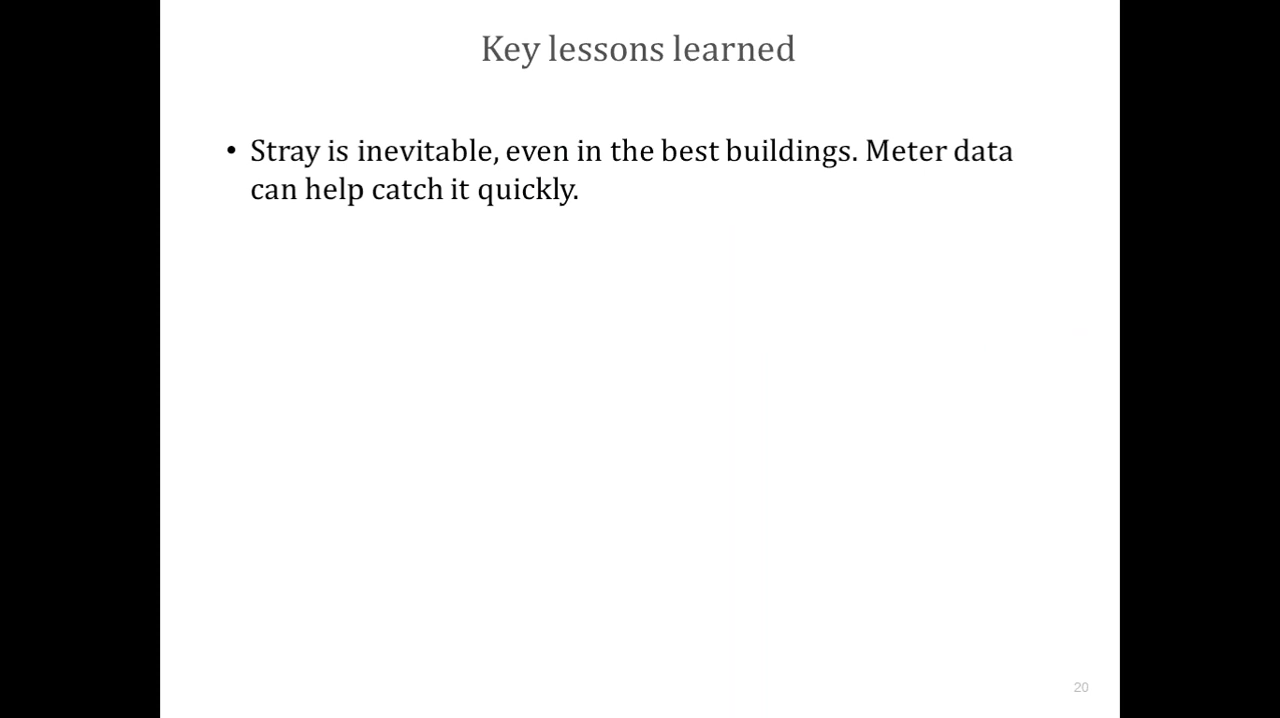 Key lessons learned
• Stray is inevitable, even in the best buildings. Meter data
can help catch it quickly.
20